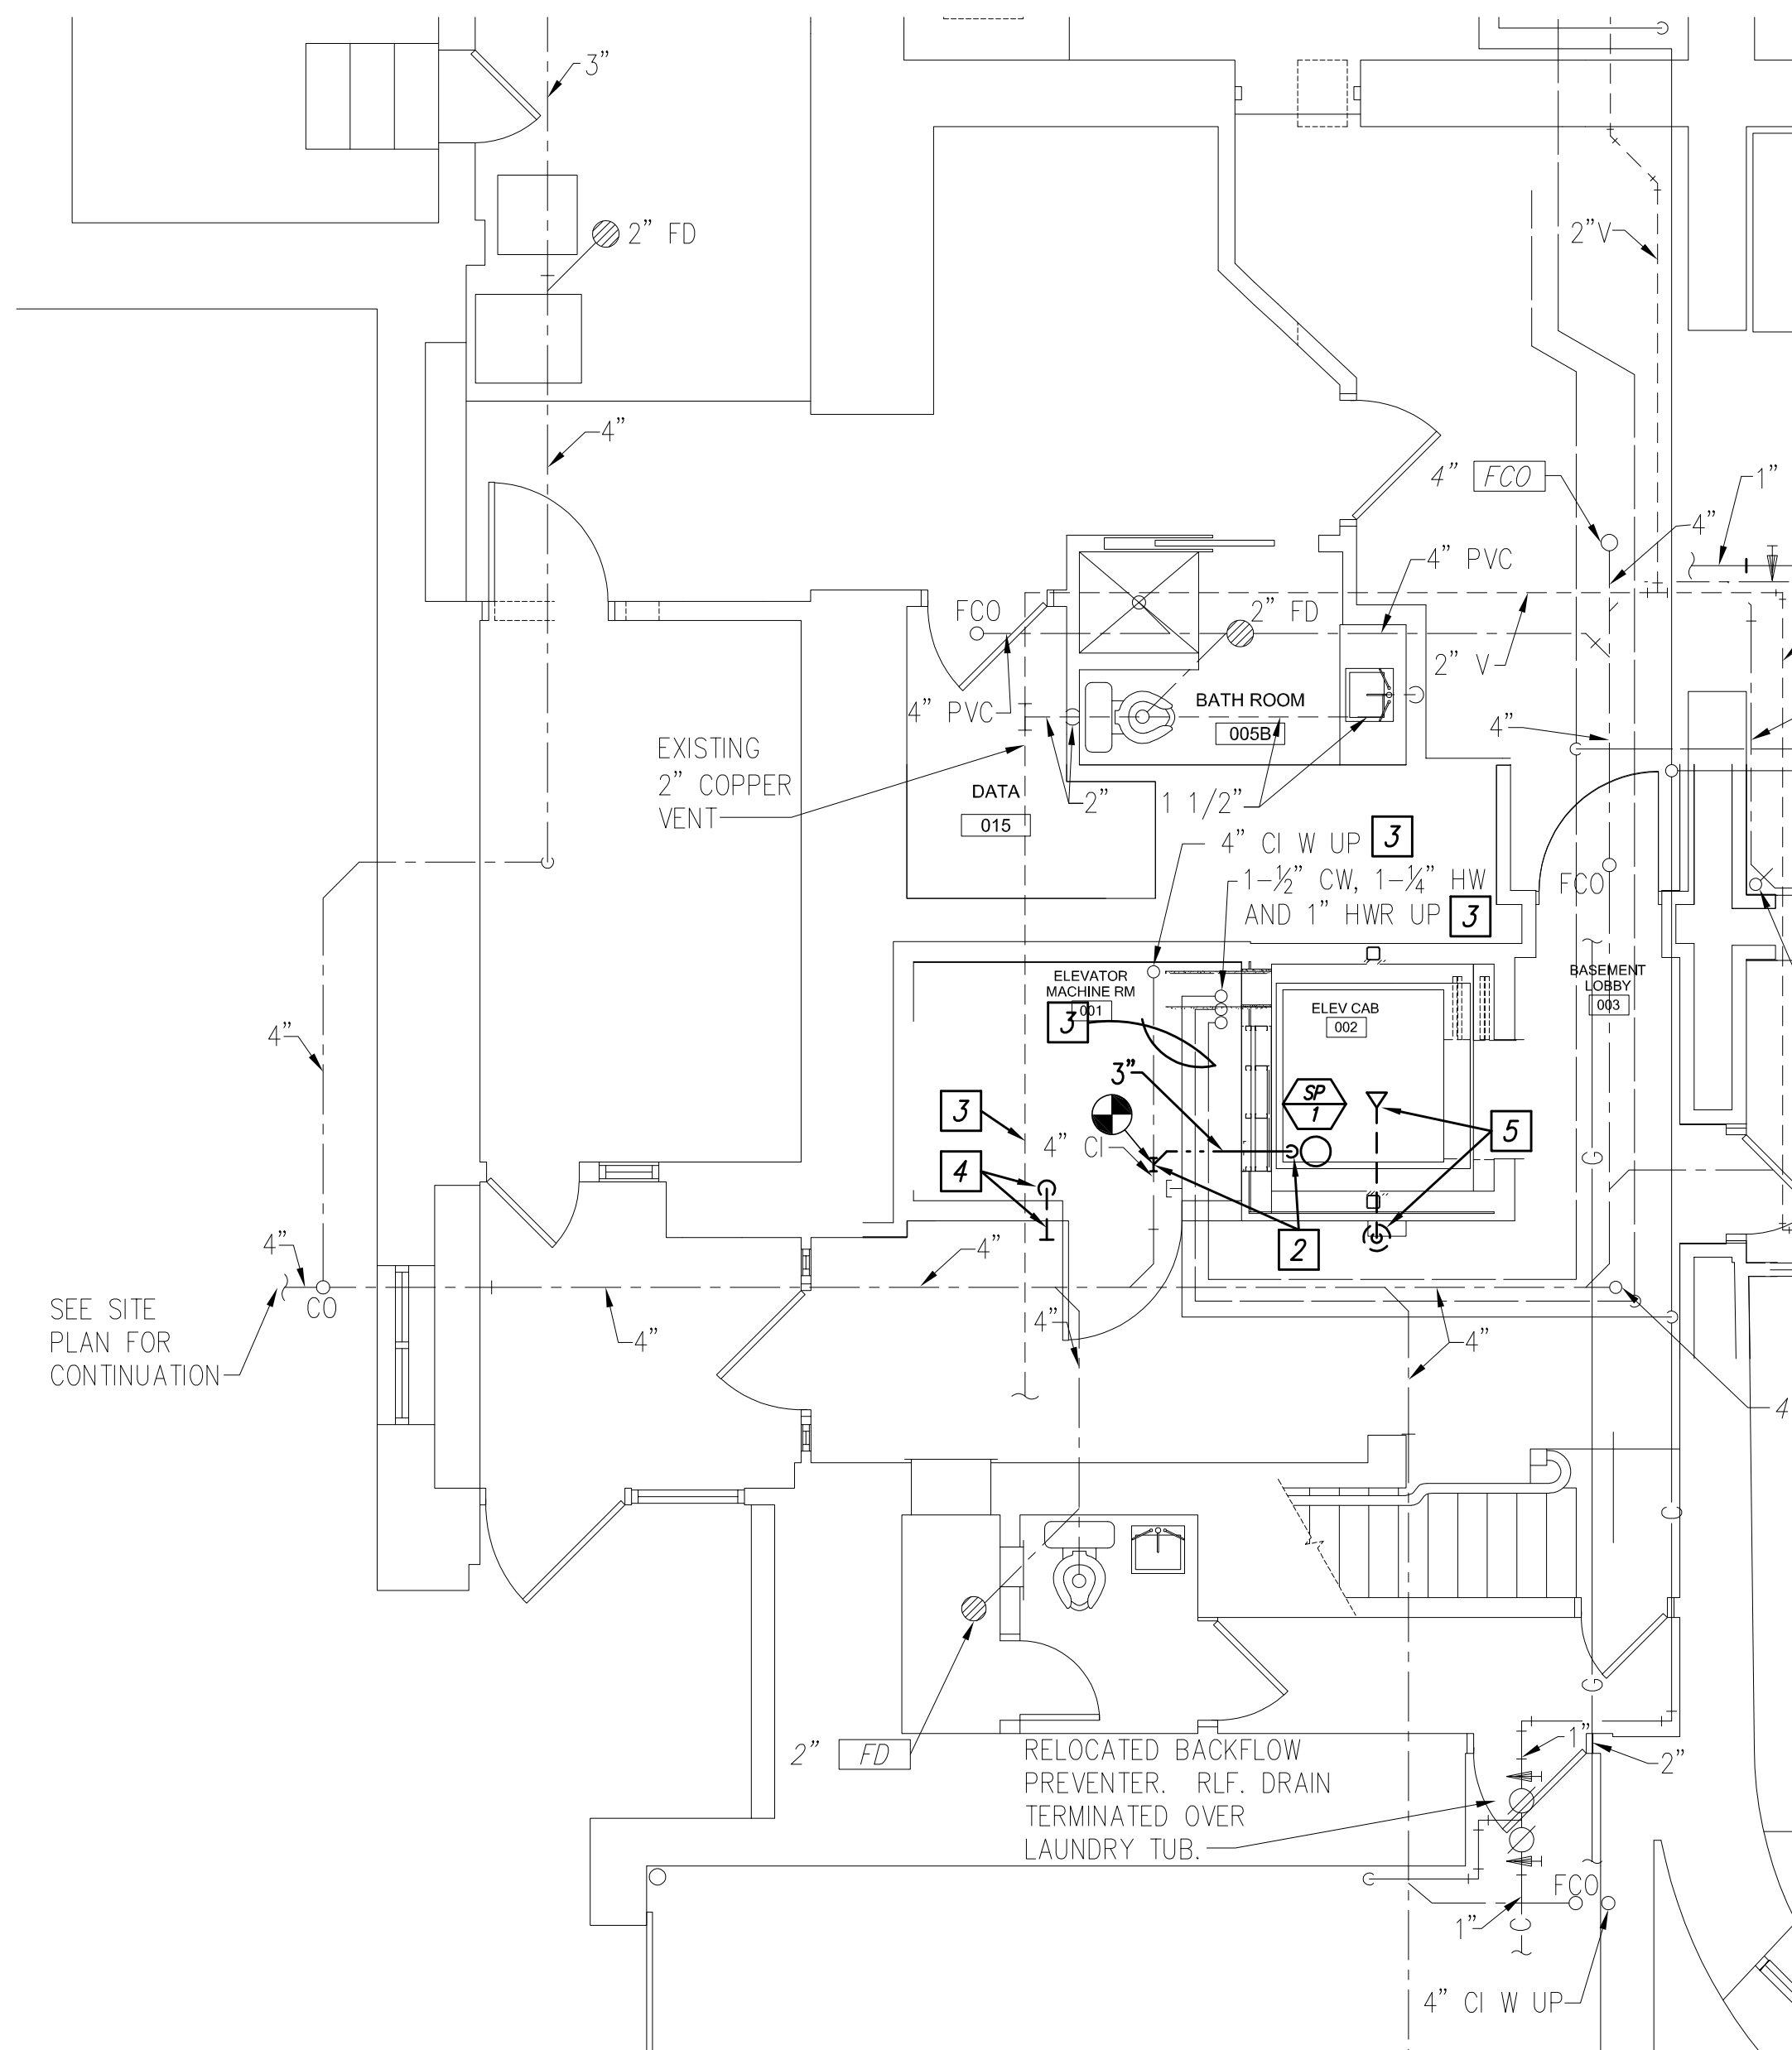 3"
2" FD
2"V
4"
4" FCO
1"
4"
4" PVC
FCO
2" FD
2" V
4" PVC
BATH ROOM
005B
4"
EXISTING
2" COPPER
VENT
DATA
015
2"
1 1/2"
4" CI W UP 3
1-1/2" CW, 1-1/4" HW
AND 1" HWR UP 3
FCO
ELEVATOR
MACHINE RM
001
3
ELEV CAB
002
BASEMENT
LOBBY
003
4"
3"
SP
1
3
4"
CI
5
G
4
2
4"
4"
SEE SITE
PLAN FOR
CONTINUATION
CO
4"
4"
4"
4
C
G
2" FD
RELOCATED BACKFLOW
PREVENTER. RLF. DRAIN
TERMINATED OVER
LAUNDRY TUB.
1"
2"
FCO
1"
C
4" CI W UP